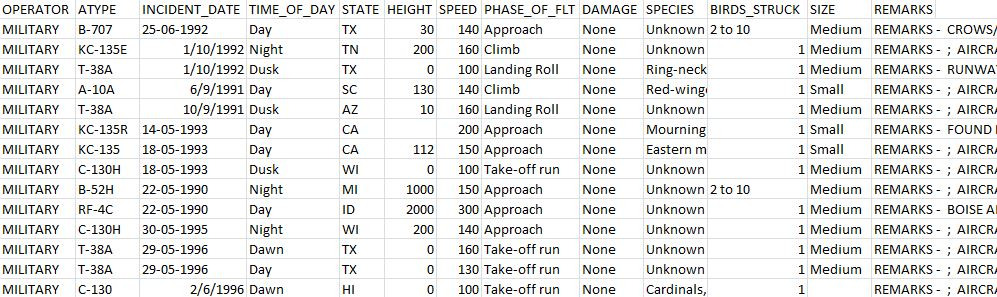 OPERATOR ATYPE INCIDENT_DATE TIME_OF_DAY STATE HEIGHT SPEED PHASE_OF_FLT DAMAGE SPECIES BIRDS_STRUCK SIZE REMARKS
MILITARY B-707 25-06-1992 Day TX 30 140 Approach None Unknown 2 to 10 Medium REMARKS - CROWS/
MILITARY KC-135E 1/10/1992 Night TN 200 160 Climb None Unknown 1 Medium REMARKS - ; AIRCRA
MILITARY T-38A 1/10/1992 Dusk TX 0 100 Landing Roll None Ring-neck 1 Medium REMARKS - RUNWA
MILITARY A-10A 6/9/1991 Day SC 130 140 Climb None Red-wing 1 Small REMARKS - ; AIRCRA
MILITARY T-38A 10/9/1991 Dusk AZ 10 160 Landing Roll None Unknown 1 Medium REMARKS - ; AIRCRA
MILITARY KC-135R 14-05-1993 Day CA 200 Approach None Mourning 1 Small REMARKS - FOUND
MILITARY KC-135 18-05-1993 Day CA 112 150 Approach None Eastern m 1 Small REMARKS - ; AIRCRA
MILITARY C-130H 18-05-1993 Dusk WI 0 100 Take-off run None Unknown 1 Medium REMARKS - ; AIRCRA
MILITARY B-52H 22-05-1990 Night MI 1000 150 Approach None Unknown 2 to 10 Medium REMARKS - ; AIRCRA
MILITARY RF-4C 22-05-1990 Day ID 2000 300 Approach None Unknown 1 Medium REMARKS - BOISE A
MILITARY C-130H 30-05-1995 Night WI 200 140 Approach None Unknown 1 Medium REMARKS - ; AIRCRA
MILITARY T-38A 29-05-1996 Dawn TX 0 160 Take-off run None Unknown 1 Medium REMARKS - ; AIRCRA
MILITARY T-38A 29-05-1996 Day TX 0 130 Take-off run None Unknown 1 Medium REMARKS - ; AIRCRA
MILITARY C-130 2/6/1996 Dawn HI 0 100 Take-off run None Cardinals, 1 Small REMARKS - ; AIRCRA